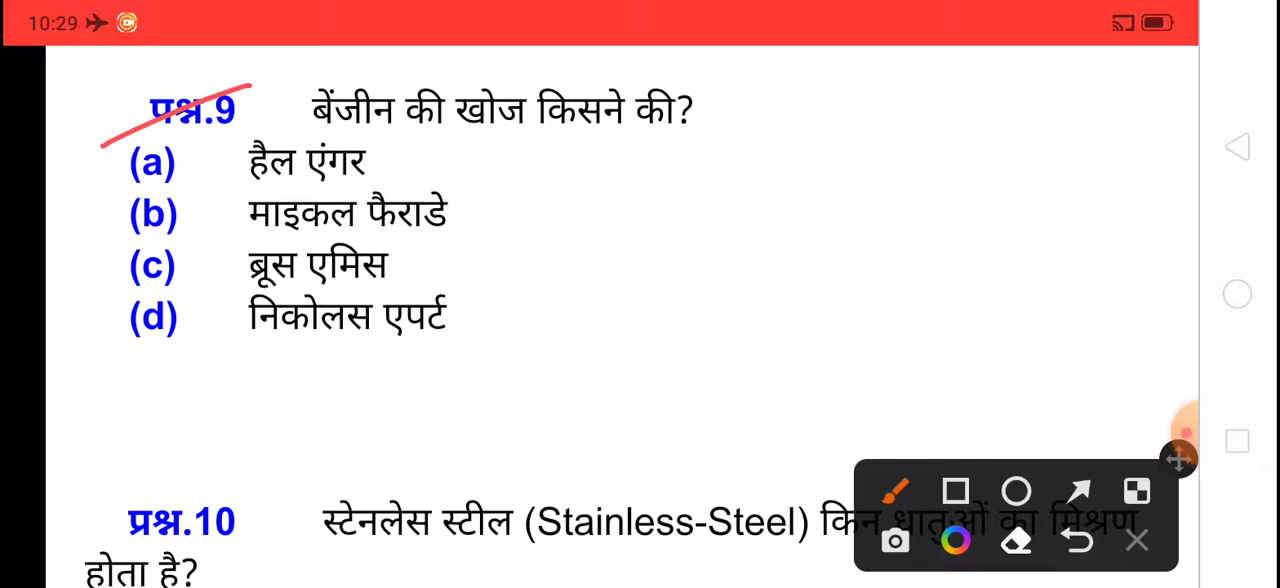 10:29
प्रश्न.9 बेंजीन की खोज किसने की?
(a) हैल एंगर
(b) माइकल फैराडे
(c) ब्रूस एमिस
(d) निकोलस एपर्ट
प्रश्न.10 स्टेनलेस स्टील (Stainless-Steel) किन धातुओं का मिश्रण
होता है?